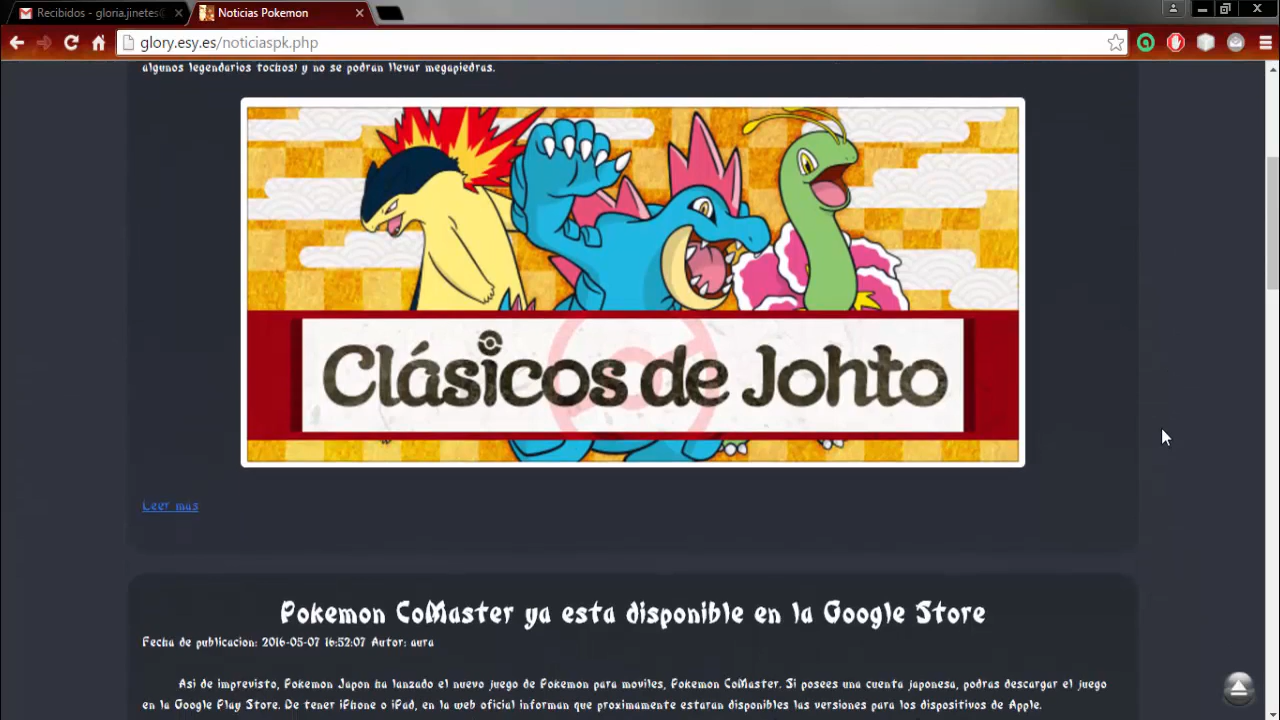 Recibidos - gloria.jinetes@
Noticias Pokemon
glory.esy.es/noticiaspk.php
algunos legendarios tochos) y no se podran llevar megapiedras.
Clásicos de Johto
Leer mas
Pokemon CoMaster ya esta disponible en la Google Store
Fecha de publicacion: 2016-05-07 16:52:07 Autor: aura
Asi de imprevisto, Pokemon Japon ha lanzado el nuevo juego de Pokemon para moviles, Pokemon CoMaster. Si posees una cuenta japonesa, podras descargar el juego
en la Google Play Store. De tener iPhone o iPad, en la web oficial informan que proximamente estaran disponibles las versiones para los dispositivos de Apple.